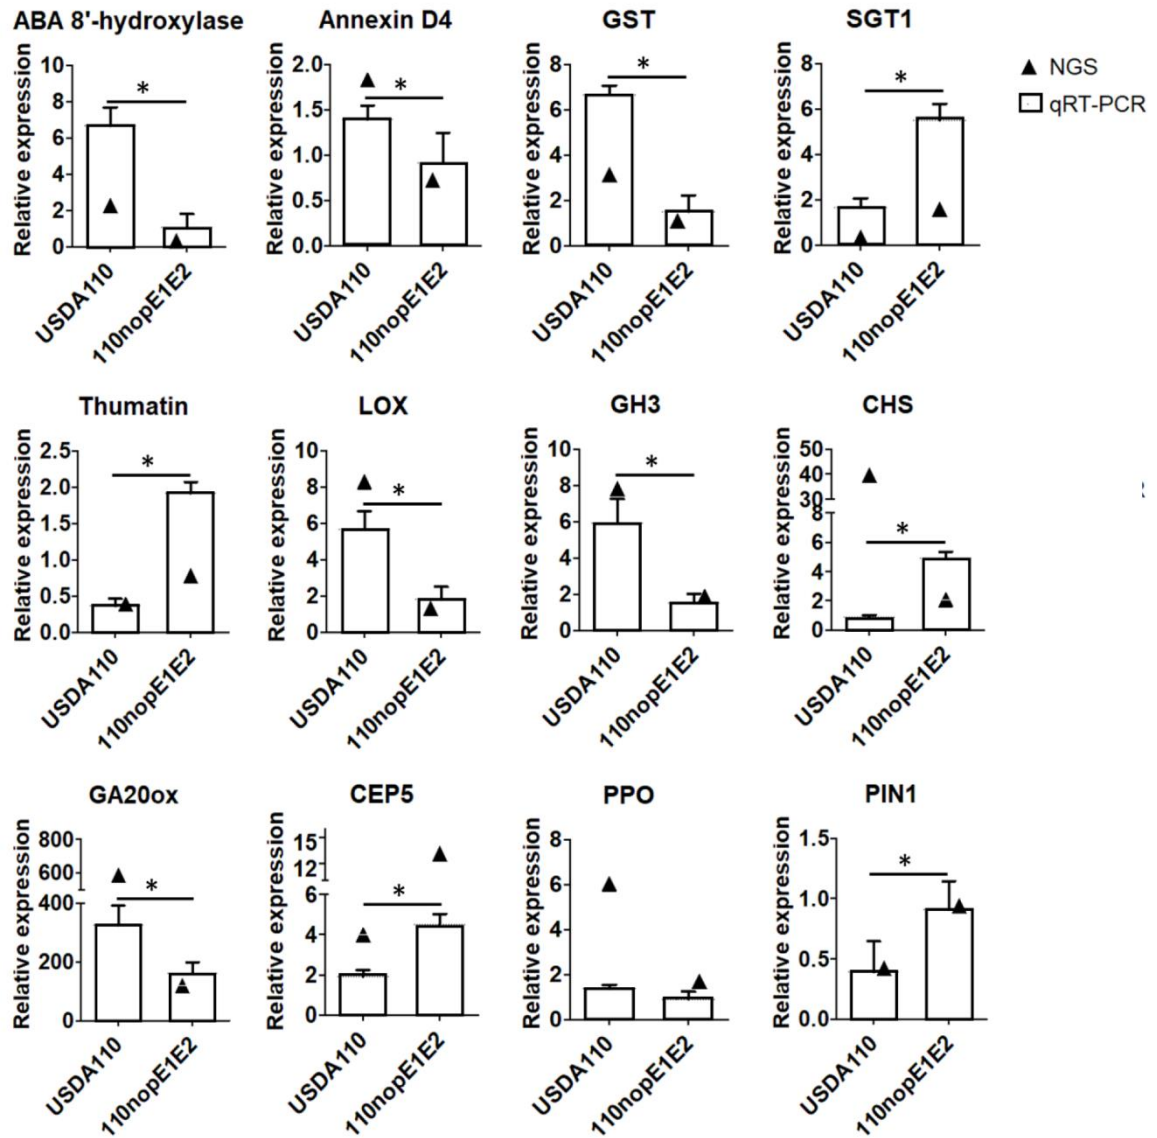 ABA 8'-hydroxylase
Annexin D4
GST
SGT1
NGS
qRT-PCR
Relative expression
10
8
6
4
2
0
*
USDA110
110nopE1E2
Relative expression
2.0
1.5
1.0
0.5
0.0
*
USDA110
110nopE1E2
Relative expression
8
6
4
2
0
*
USDA110
110nopE1E2
Relative expression
8
6
4
2
0
*
USDA110
110nopE1E2
Thumatin
LOX
GH3
CHS
Relative expression
2.5
2.0
1.5
1.0
0.5
0.0
*
USDA110
110nopE1E2
Relative expression
10
8
6
4
2
0
*
USDA110
110nopE1E2
Relative expression
10
8
6
4
2
0
*
USDA110
110nopE1E2
Relative expression
50
40
30
8
6
4
2
0
*
USDA110
110nopE1E2
GA20ox
CEP5
PPO
PIN1
Relative expression
800
600
400
200
0
*
USDA110
110nopE1E2
Relative expression
15
12
6
4
2
0
*
USDA110
110nopE1E2
Relative expression
8
6
4
2
0
USDA110
110nopE1E2
Relative expression
1.5
1.0
0.5
0.0
*
USDA110
110nopE1E2